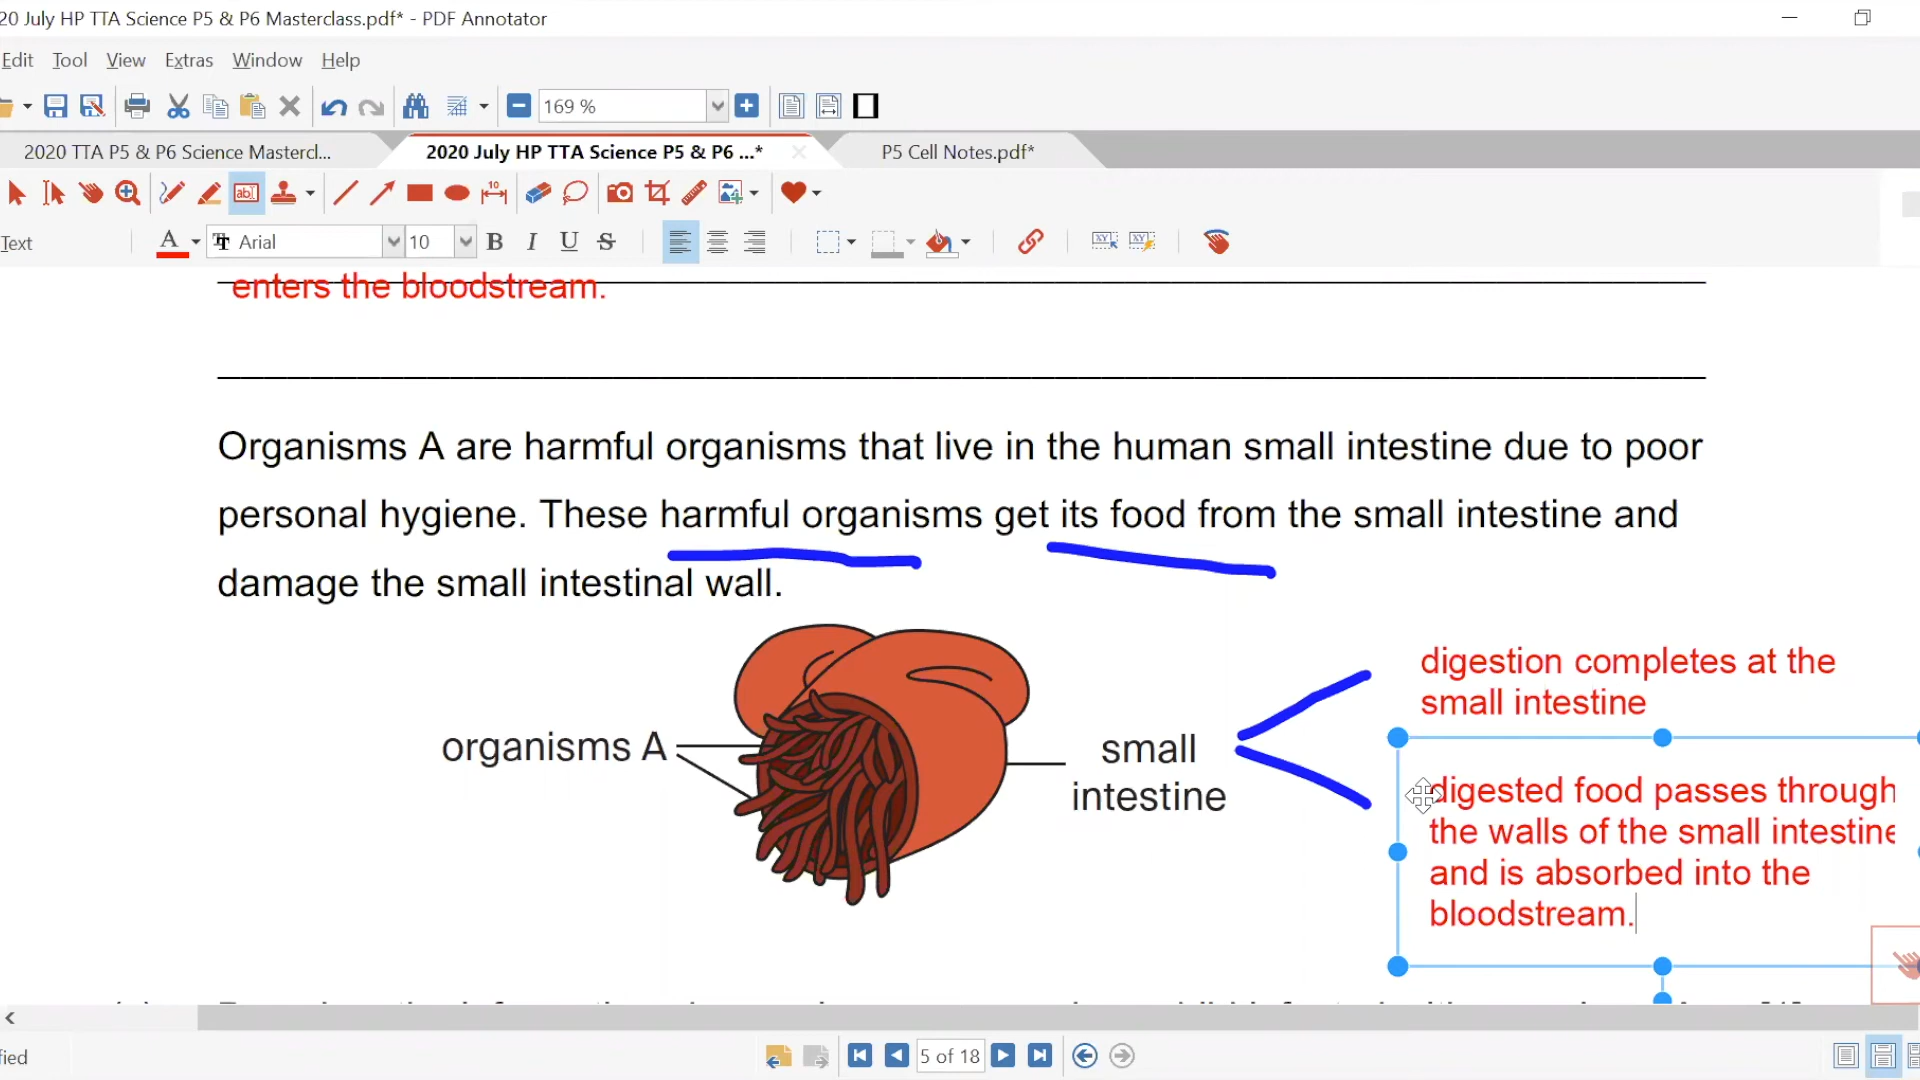 20 July HP TTA Science P5 & P6 Masterclass.pdf* - PDF Annotator
Edit Tool View Extras Window Help
169 %
2020 TTA P5 & P6 Science Mastercl...
2020 July HP TTA Science P5 & P6 ...*
P5 Cell Notes.pdf*
Text
Arial
10
enters the bloodstream.
Organisms A are harmful organisms that live in the human small intestine due to poor
personal hygiene. These harmful organisms get its food from the small intestine and
damage the small intestinal wall.
organisms A
small
intestine
digestion completes at the
small intestine
digested food passes through
the walls of the small intestine
and is absorbed into the
bloodstream.
5 of 18